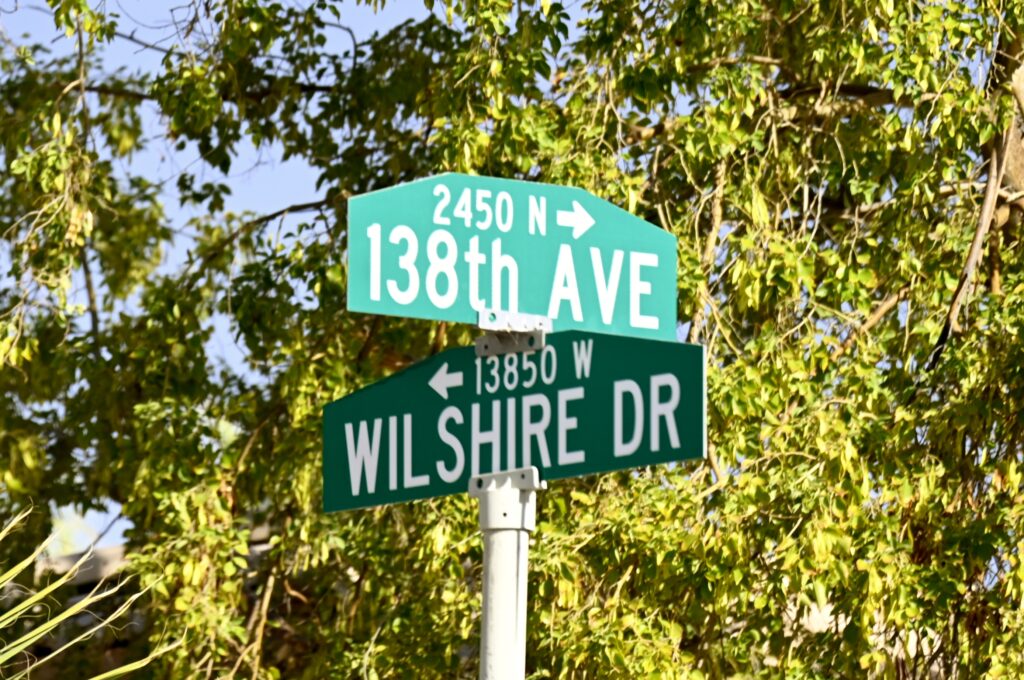 2450 N →
138th AVE
← 13850 W
WILSHIRE DR